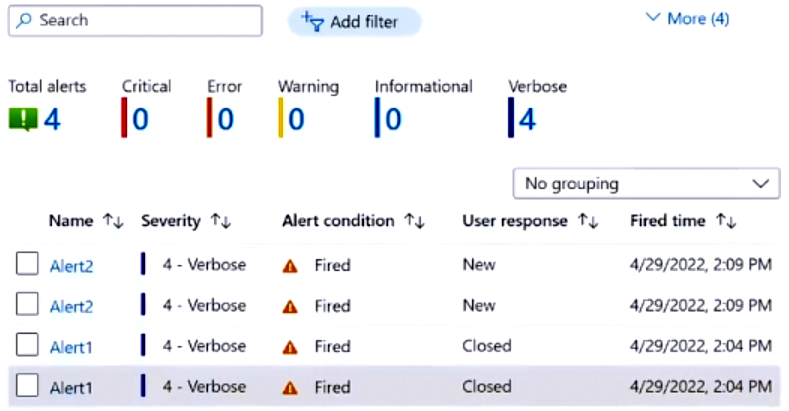 Search Add filter More (4)
Total alerts Critical Error Warning Informational Verbose
4 0 0 0 0 4
No grouping
Name Severity Alert condition User response Fired time
Alert2 4 - Verbose Fired New 4/29/2022, 2:09 PM
Alert2 4 - Verbose Fired New 4/29/2022, 2:09 PM
Alert1 4 - Verbose Fired Closed 4/29/2022, 2:04 PM
Alert1 4 - Verbose Fired Closed 4/29/2022, 2:04 PM